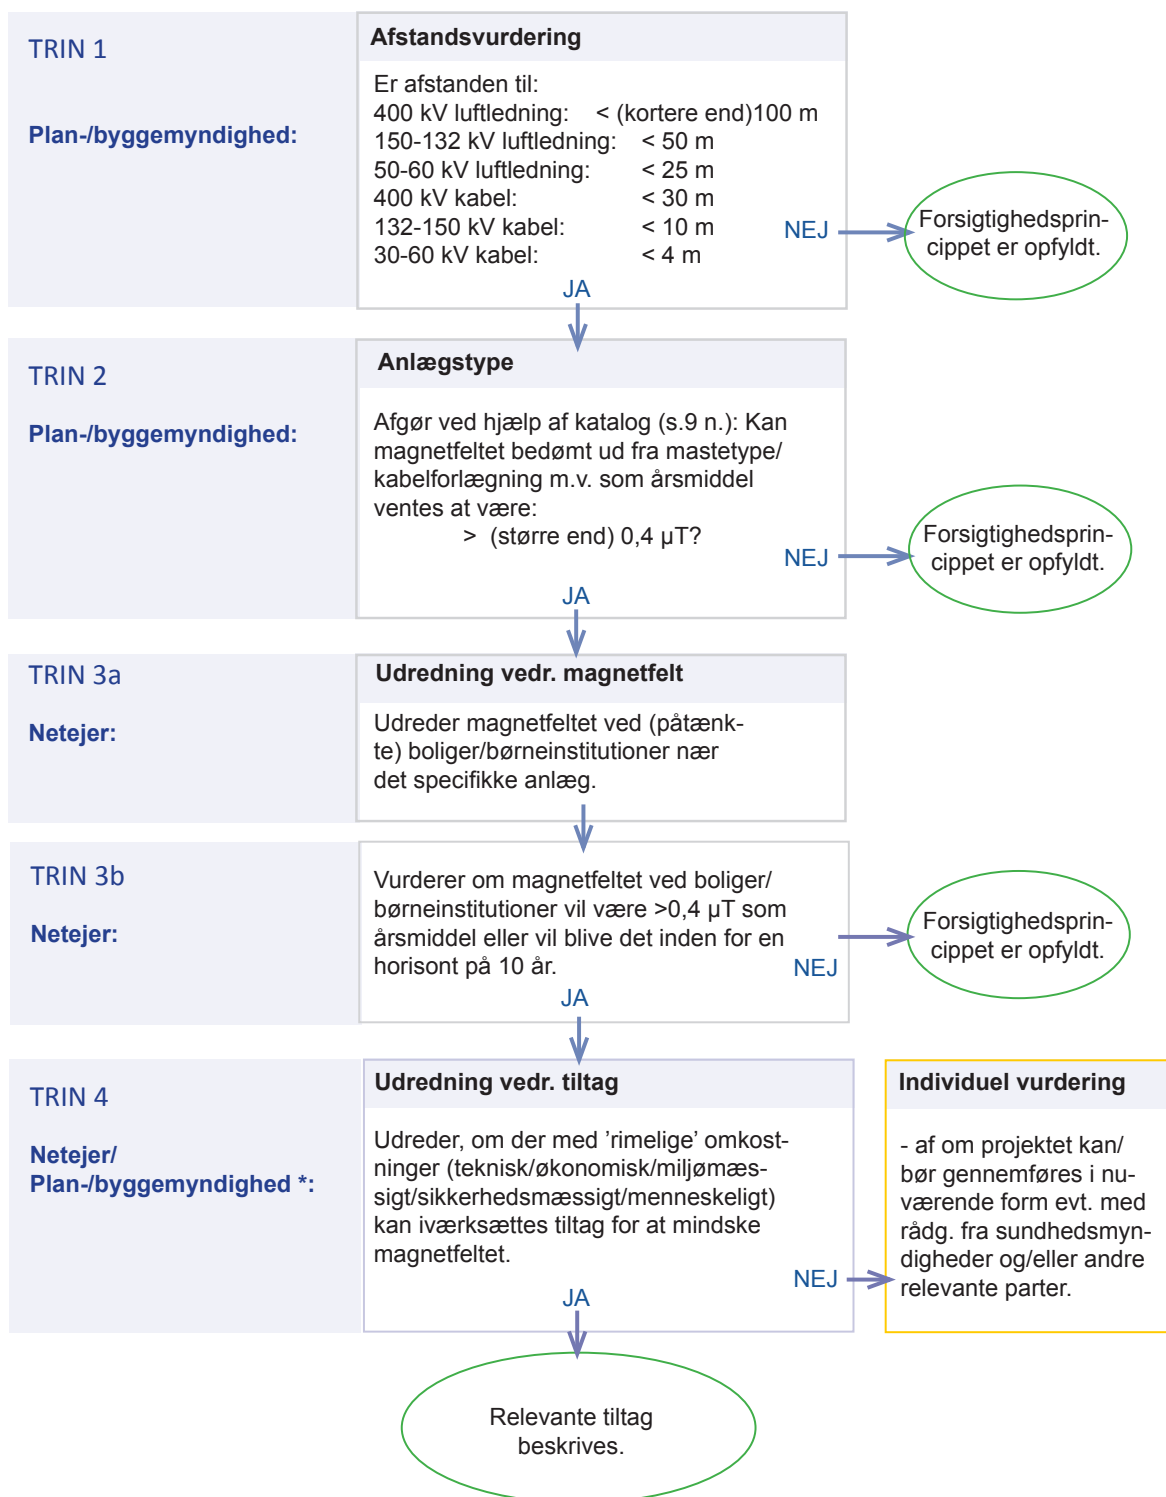 TRIN 1
Plan-/byggemyndighed:
Afstandsvurdering
Er afstanden til:
400 kV luftledning: < (kortere end)100 m
150-132 kV luftledning: < 50 m
50-60 kV luftledning: < 25 m
400 kV kabel: < 30 m
132-150 kV kabel: < 10 m
30-60 kV kabel: < 4 m
NEJ
Forsigtighedsprin-
cippet er opfyldt.
JA
TRIN 2
Plan-/byggemyndighed:
Anlægstype
Afgør ved hjælp af katalog (s.9 n.): Kan
magnetfeltet bedømt ud fra mastetype/
kabelforlægning m.v. som årsmiddel
ventes at være:
> (større end) 0,4 µT?
NEJ
Forsigtighedsprin-
cippet er opfyldt.
JA
TRIN 3a
Netejer:
Udredning vedr. magnetfelt
Udreder magnetfeltet ved (påtænk-
te) boliger/børneinstitutioner nær
det specifikke anlæg.
TRIN 3b
Netejer:
Vurderer om magnetfeltet ved boliger/
børneinstitutioner vil være >0,4 µT som
årsmiddel eller vil blive det inden for en
horisont på 10 år.
NEJ
Forsigtighedsprin-
cippet er opfyldt.
JA
TRIN 4
Netejer/
Plan-/byggemyndighed *:
Udredning vedr. tiltag
Udreder, om der med ’rimelige’ omkost-
ninger (teknisk/økonomisk/miljømæs-
sigt/sikkerhedsmæssigt/menneskeligt)
kan iværksættes tiltag for at mindske
magnetfeltet.
NEJ
JA
Individuel vurdering
- af om projektet kan/
bør gennemføres i nu-
værende form evt. med
rådg. fra sundhedsmyn-
digheder og/eller andre
relevante parter.
Relevante tiltag
beskrives.